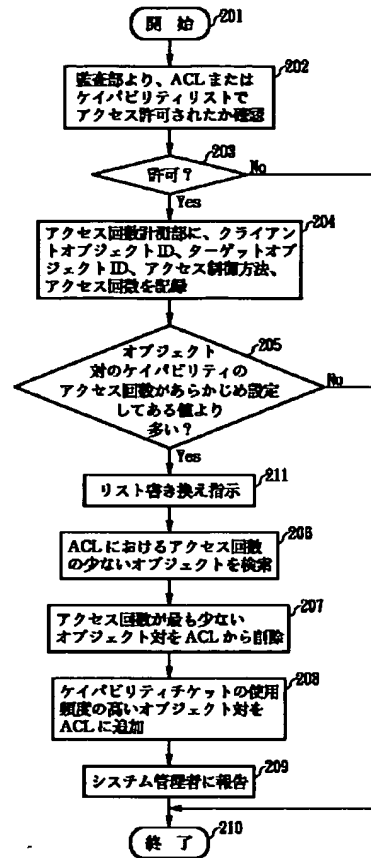 開 始
201
監査部より、ACLまたは
ケイパビリティリストで
アクセス許可されたか確認
202
許可？
203
No
Yes
アクセス回数計測部に、クライアン
トオブジェクトID、ターゲットオブ
ジェクトID、アクセス制御方法、
アクセス回数を記録
204
オブジェクト
対のケイパビリティの
アクセス回数があらかじめ設定
してある値より
多い？
205
No
Yes
リスト書き換え指示
211
ACLにおけるアクセス回数
の少ないオブジェクトを検索
206
アクセス回数が最も少ない
オブジェクト対をACLから削除
207
ケイパビリティチケットの使用
頻度の高いオブジェクト対を
ACLに追加
208
システム管理者に報告
209
終 了
210